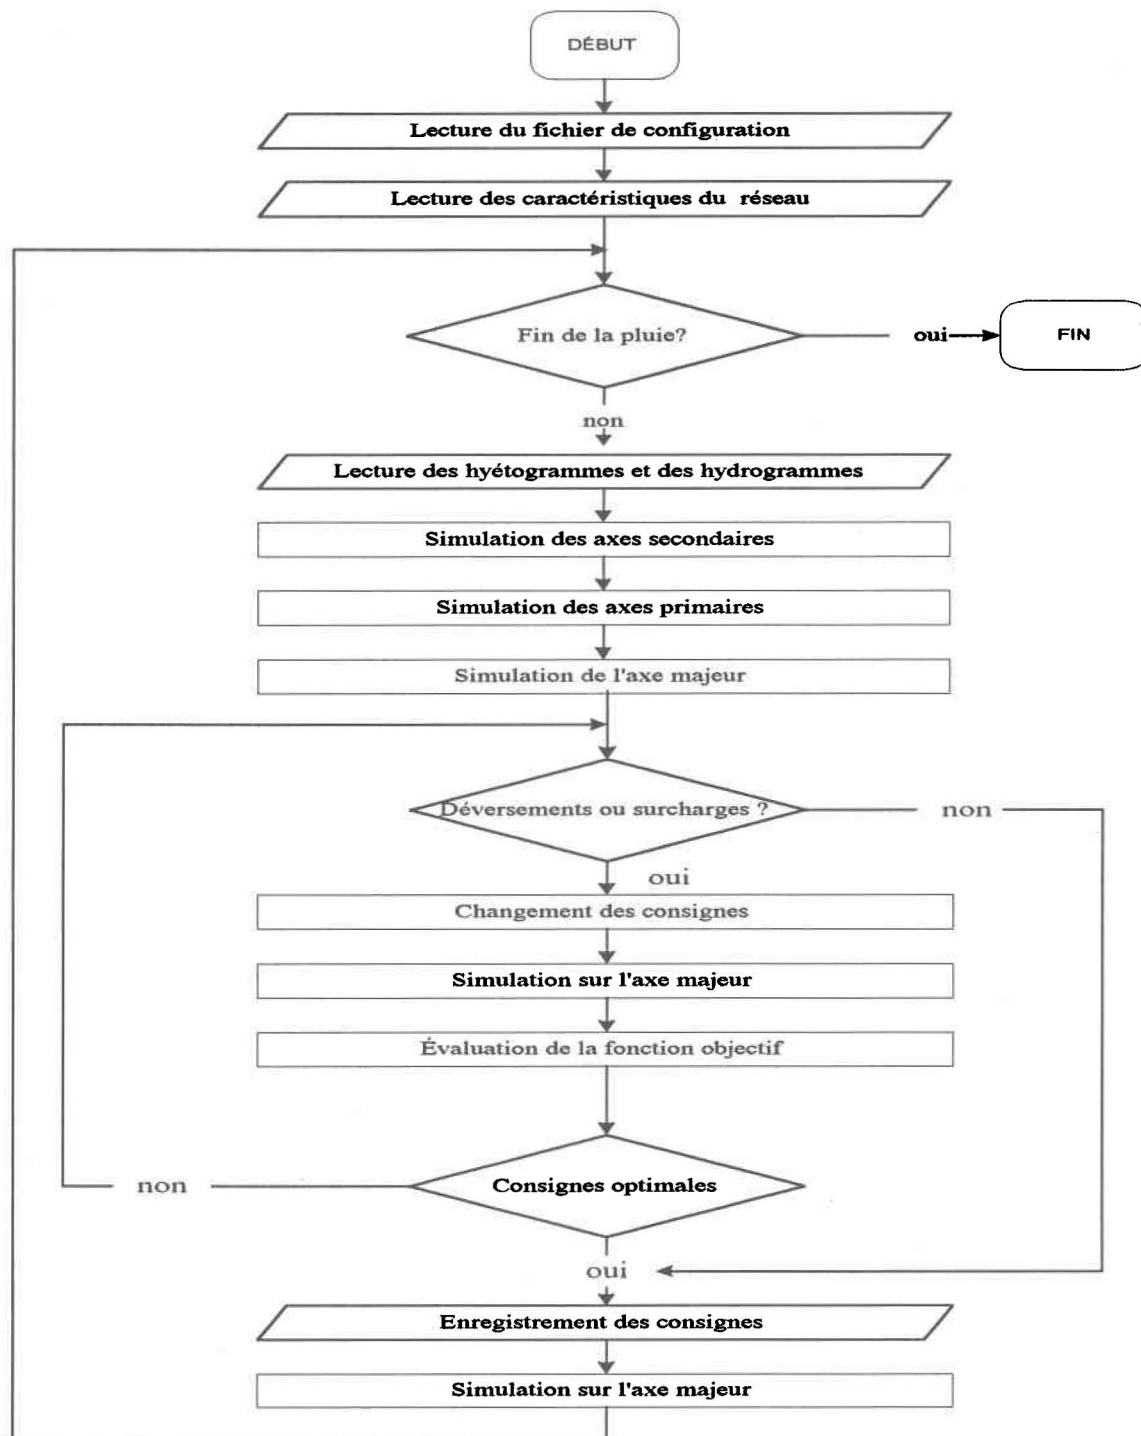 DÉBUT
Lecture du fichier de configuration
Lecture des caractéristiques du réseau
Fin de la pluie?
oui
FIN
non
Lecture des hyétogrammes et des hydrogrammes
Simulation des axes secondaires
Simulation des axes primaires
Simulation de l'axe majeur
Déversements ou surcharges ?
non
oui
Changement des consignes
Simulation sur l'axe majeur
Évaluation de la fonction objectif
non
Consignes optimales
oui
Enregistrement des consignes
Simulation sur l'axe majeur